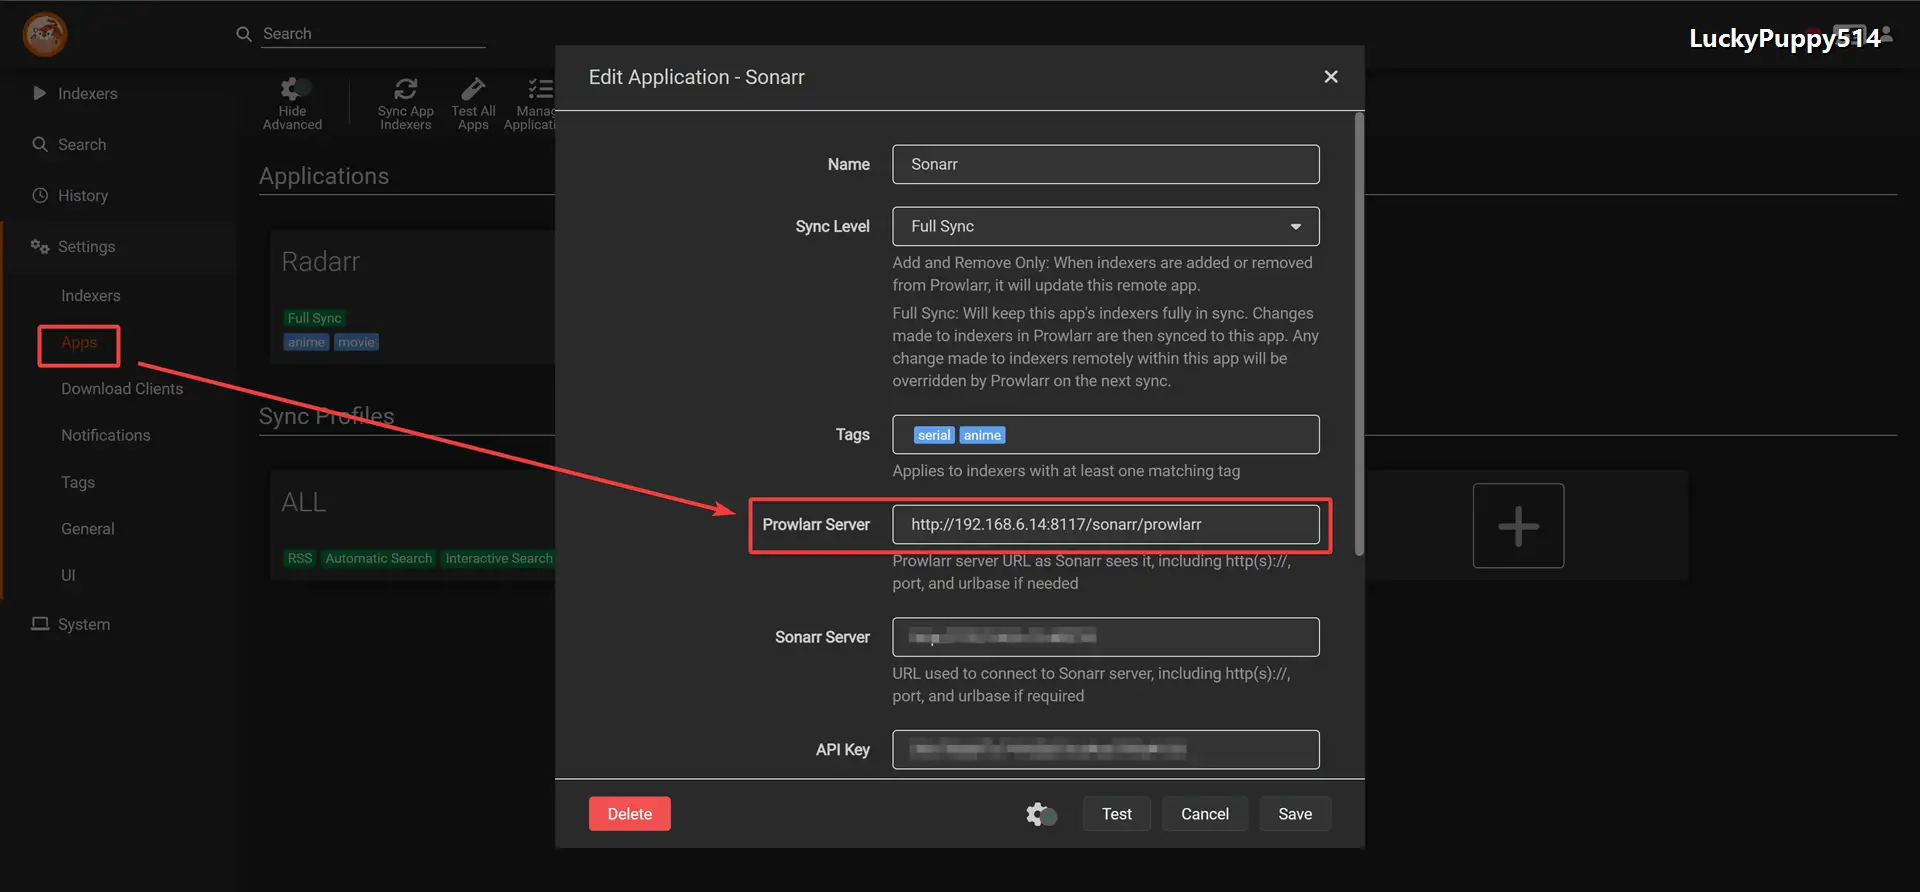 Search
LuckyPuppy514
Indexers
Search
History
Settings
Indexers
Apps
Download Clients
Notifications
Tags
General
UI
System
Hide
Advanced
Sync App
Indexers
Test All
Apps
Applications
Radarr
Full Sync
anime movie
Sync Profiles
ALL
RSS Automatic Search Interactive Search
Edit Application - Sonarr
Name Sonarr
Sync Level Full Sync
Add and Remove Only: When indexers are added or removed
from Prowlarr, it will update this remote app.
Full Sync: Will keep this app's indexers fully in sync. Changes
made to indexers in Prowlarr are then synced to this app. Any
change made to indexers remotely within this app will be
overridden by Prowlarr on the next sync.
Tags serial anime
Applies to indexers with at least one matching tag
Prowlarr Server http://192.168.6.14:8117/sonarr/prowlarr
Prowlarr server URL as Sonarr sees it, including http(s)://,
port, and urlbase if needed
Sonarr Server
URL used to connect to Sonarr server, including http(s)://,
port, and urlbase if required
API Key
Delete
Test
Cancel
Save